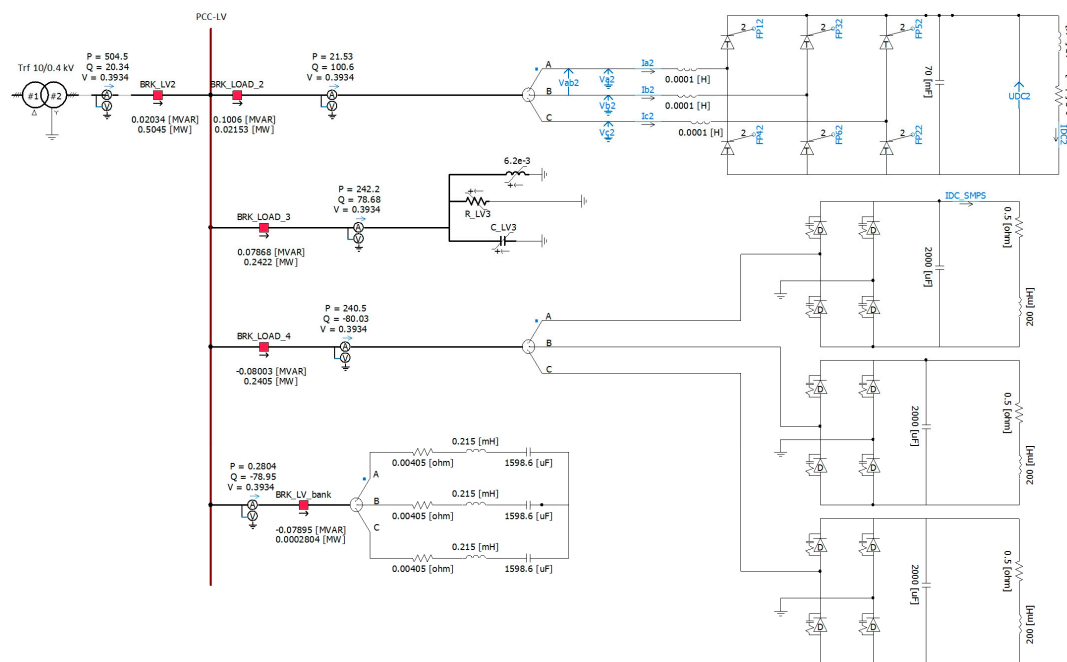 PCC-LV
Trf 10/0.4 kV
#1
#2
P = 504.5
Q = 20.34
V = 0.3934
A
V
BRK_LV2
0.02034 [MVAR]
0.5045 [MW]
BRK_LOAD_2
0.1006 [MVAR]
0.02153 [MW]
P = 21.53
Q = 100.6
V = 0.3934
A
V
A
B
C
Vab2
Va2
Vb2
Vc2
Ia2
Ib2
Ic2
0.0001 [H]
0.0001 [H]
0.0001 [H]
2
FP12
2
FP32
2
FP52
2
FP42
2
FP62
2
FP22
70 [mF]
UDC2
IDC2
BRK_LOAD_3
0.07868 [MVAR]
0.2422 [MW]
P = 242.2
Q = 78.68
V = 0.3934
A
V
6.2e-3
R_LV3
C_LV3
BRK_LOAD_4
-0.08003 [MVAR]
0.2405 [MW]
P = 240.5
Q = -80.03
V = 0.3934
A
V
A
B
C
IDC_SMPS
D
D
D
D
2000 [uF]
0.5 [ohm]
200 [mH]
D
D
D
D
2000 [uF]
0.5 [ohm]
200 [mH]
D
D
D
D
2000 [uF]
0.5 [ohm]
200 [mH]
P = 0.2804
Q = -78.95
V = 0.3934
A
V
BRK_LV_bank
-0.07895 [MVAR]
0.0002804 [MW]
A
B
C
0.00405 [ohm]
0.215 [mH]
1598.6 [uF]
0.00405 [ohm]
0.215 [mH]
1598.6 [uF]
0.00405 [ohm]
0.215 [mH]
1598.6 [uF]